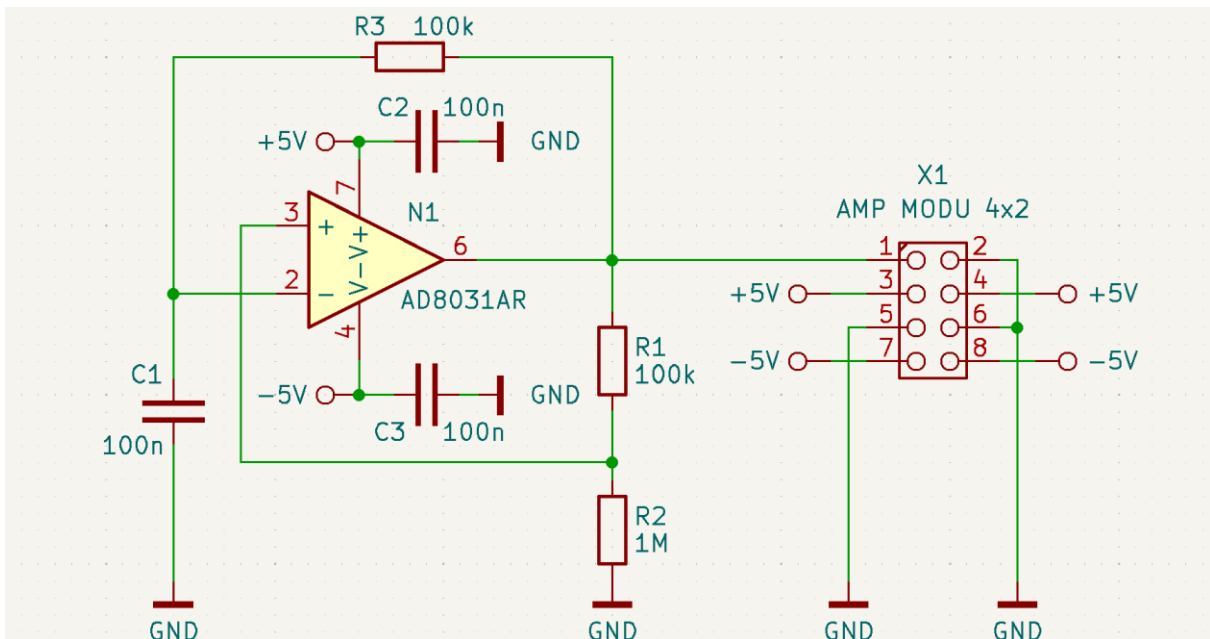 R3 100k
C2 100n
+5V
GND
7
3
+
V+
N1
6
2
-
V-
AD8031AR
4
-5V
GND
C3 100n
C1
100n
R1
100k
R2
1M
X1
AMP MODU 4x2
1 2
+5V 3 4 +5V
5 6
-5V 7 8 -5V
GND
GND
GND
GND